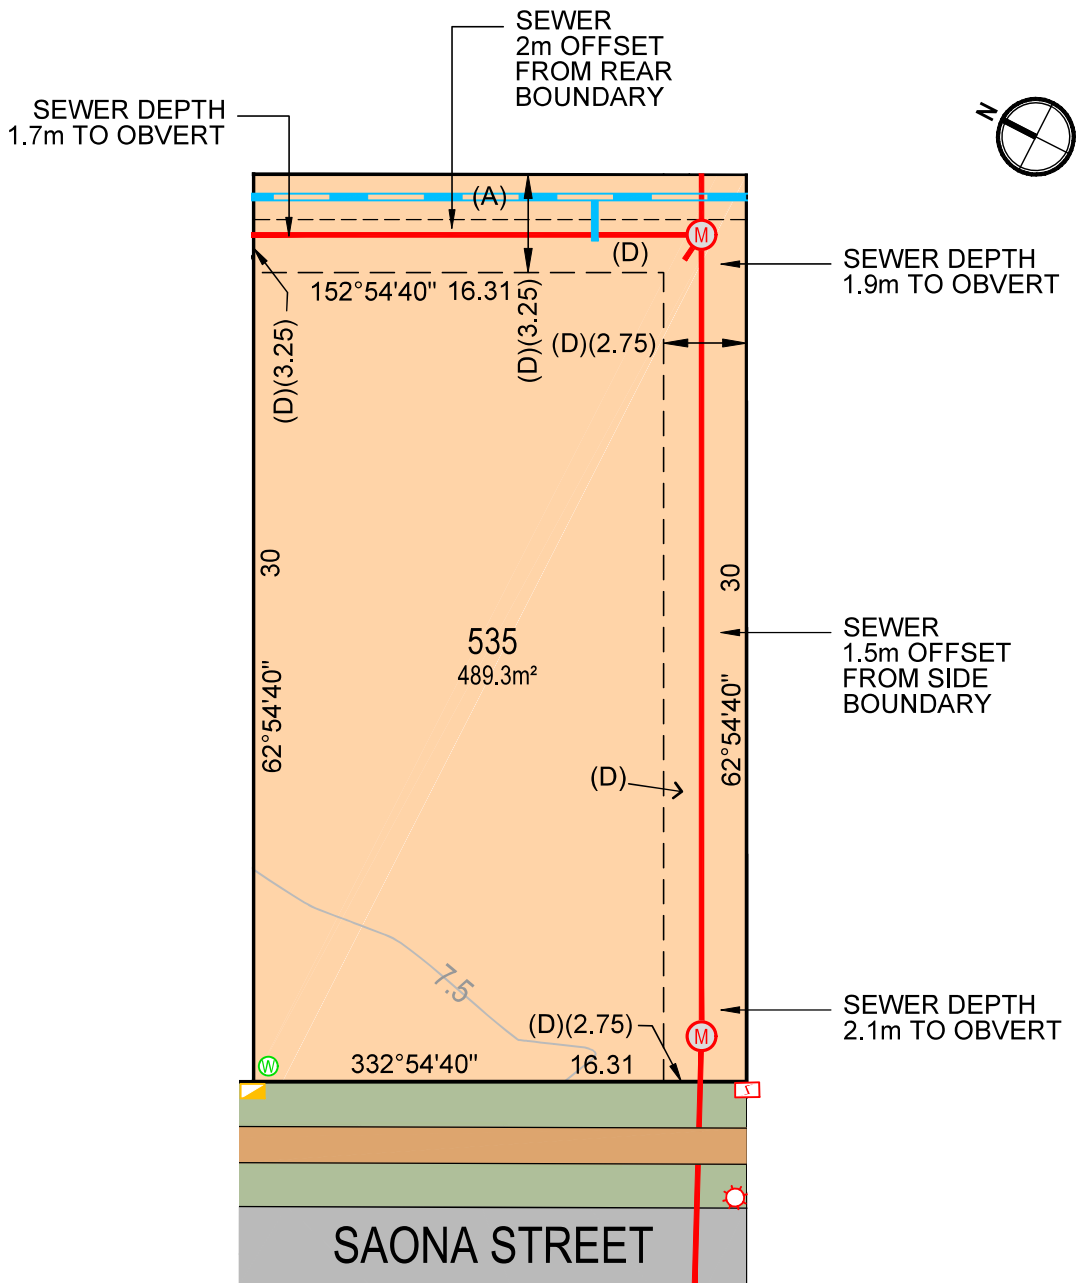 SEWER
2m OFFSET
FROM REAR
BOUNDARY
SEWER DEPTH
1.7m TO OBVERT
N
(A)
M
(D)
SEWER DEPTH
1.9m TO OBVERT
152°54'40" 16.31
(D)(3.25)
(D)(3.25)
(D)(2.75)
30
62°54'40"
535
489.3m²
30
62°54'40"
SEWER
1.5m OFFSET
FROM SIDE
BOUNDARY
(D)
7.5
SEWER DEPTH
2.1m TO OBVERT
(D)(2.75)
M
W
332°54'40" 16.31
SAONA STREET